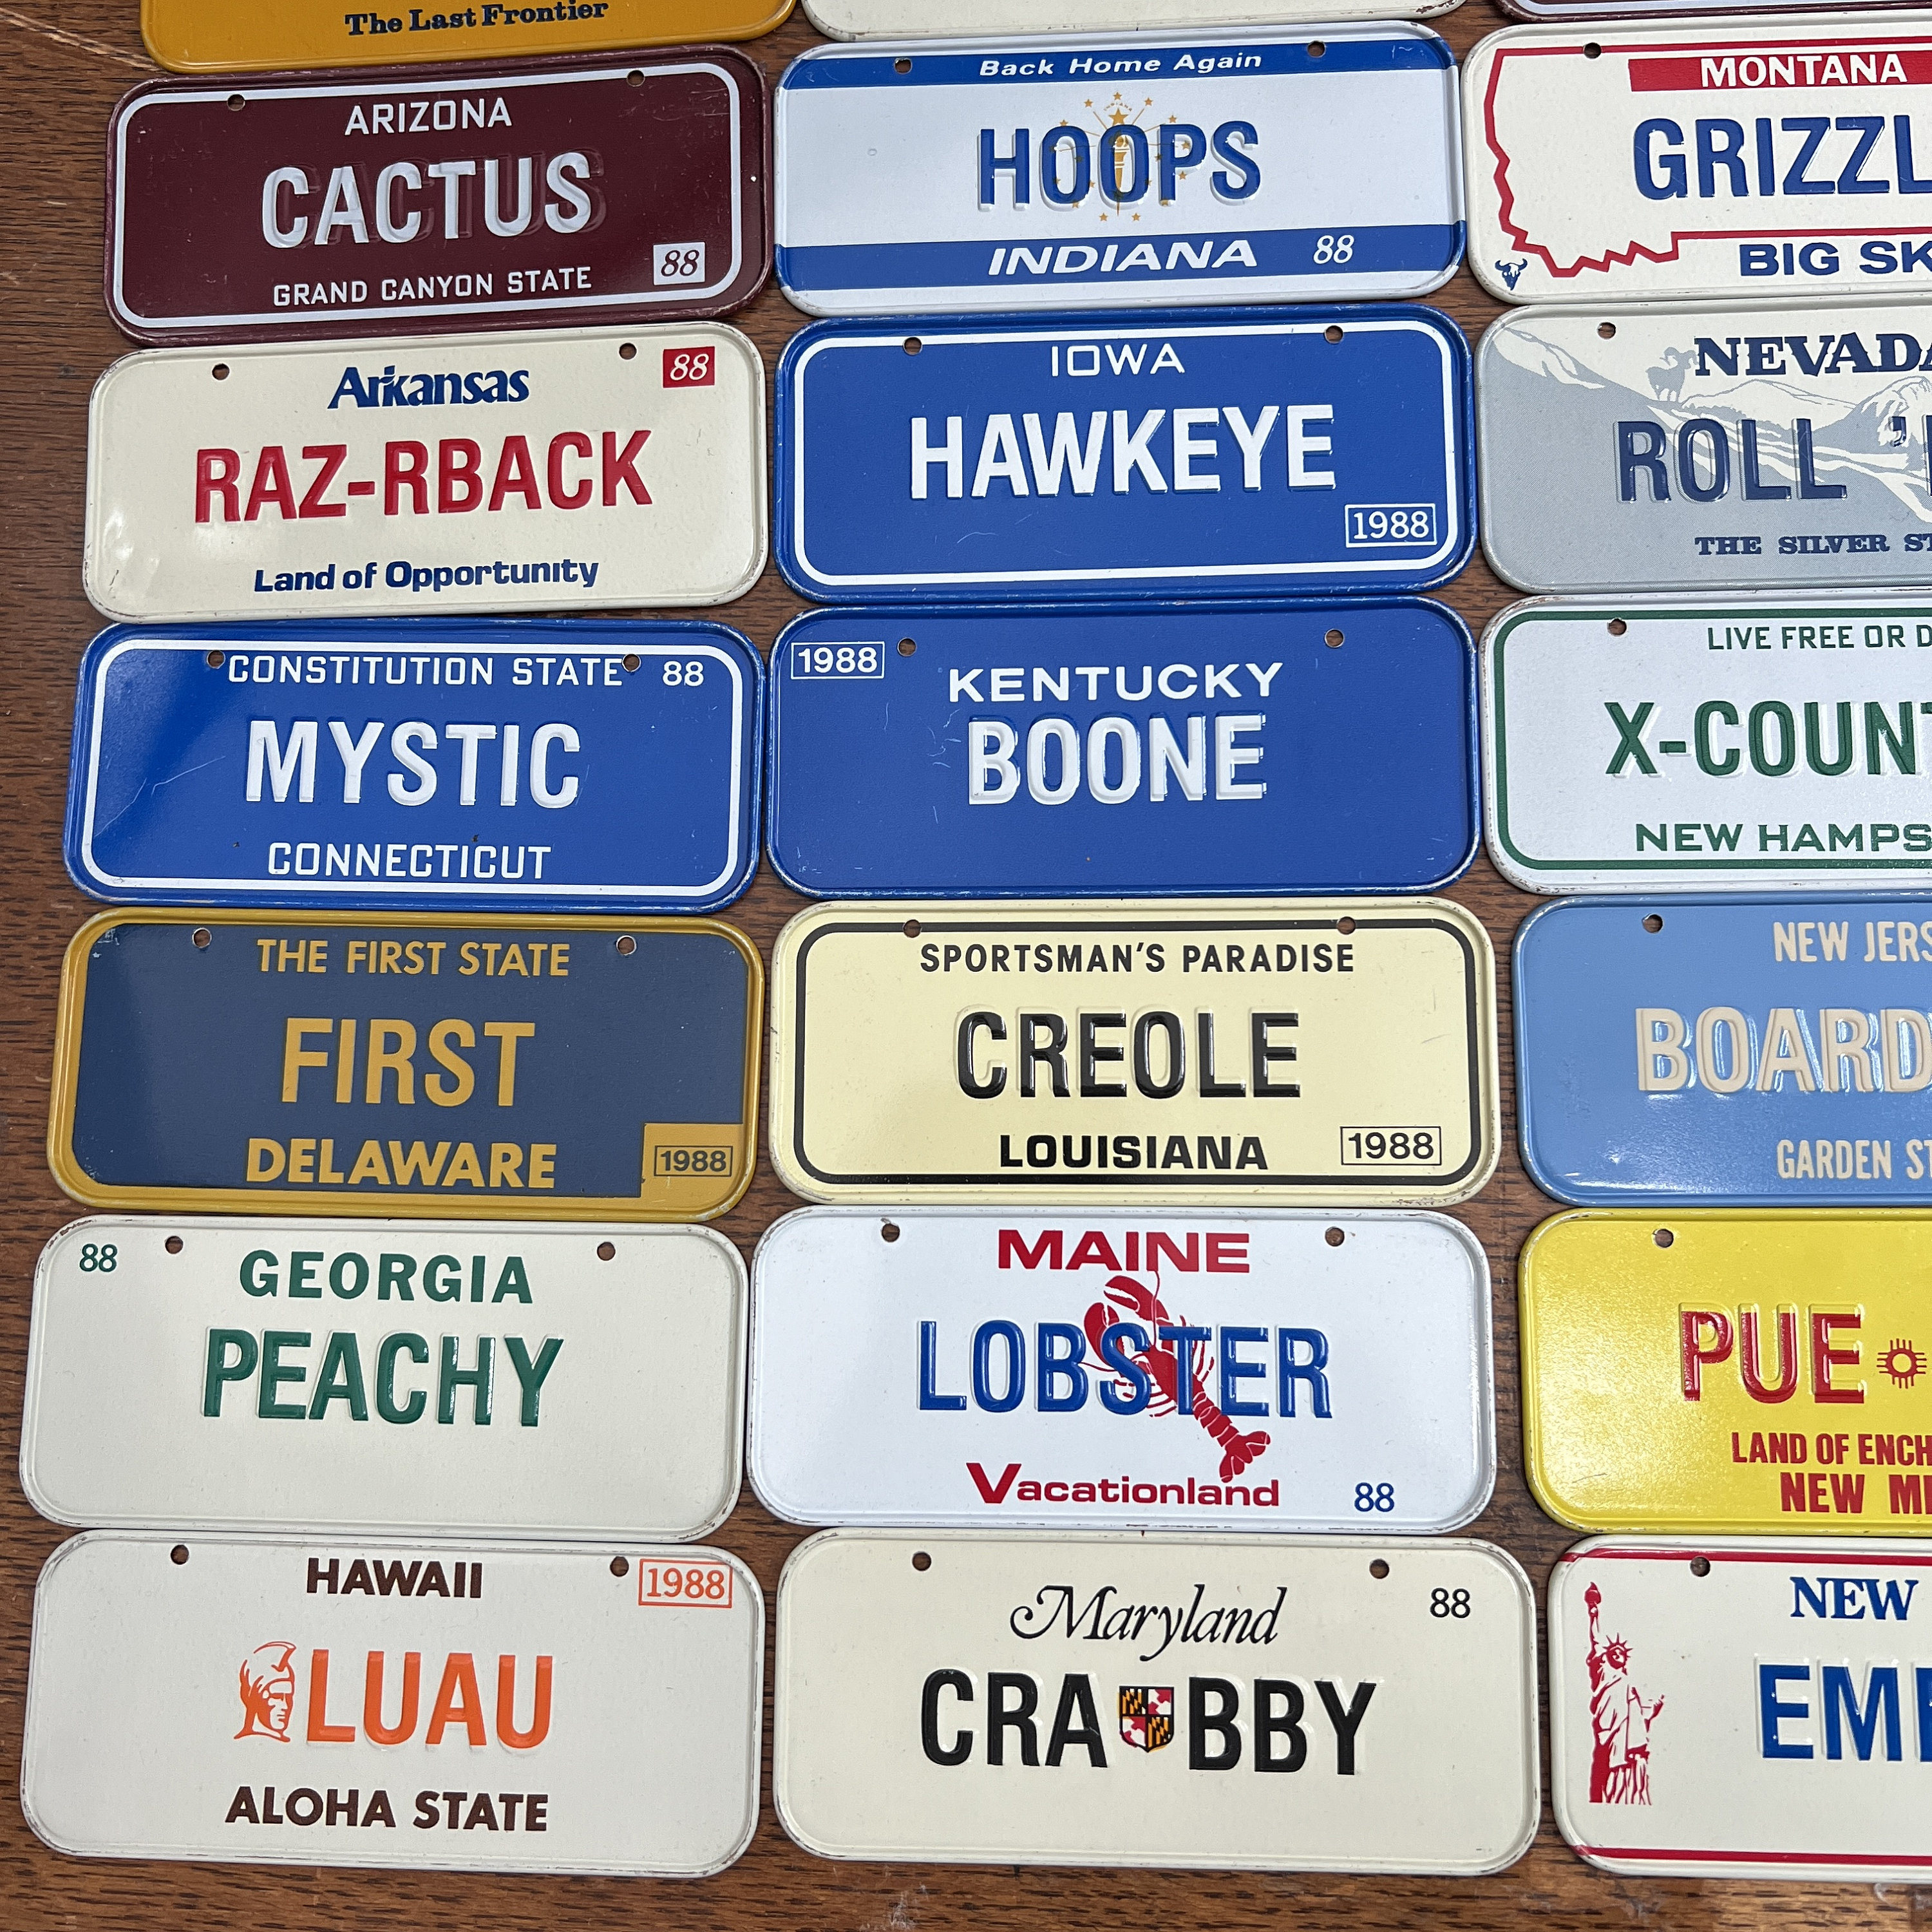 The Last Frontier
ARIZONA
CACTUS
GRAND CANYON STATE 88
Arkansas 88
RAZ-RBACK
Land of Opportunity
CONSTITUTION STATE 88
MYSTIC
CONNECTICUT
THE FIRST STATE
FIRST
DELAWARE 1988
88 GEORGIA
PEACHY
HAWAII 1988
LUAU
ALOHA STATE
Back Home Again
HOOPS
INDIANA 88
IOWA
HAWKEYE
1988
1988
KENTUCKY
BOONE
SPORTSMAN'S PARADISE
CREOLE
LOUISIANA 1988
MAINE
LOBSTER
Vacationland 88
Maryland 88
CRA BBY
MONTANA
GRIZZL
BIG SK
NEVADA
ROLL '
THE SILVER ST
LIVE FREE OR D
X-COUNT
NEW HAMPS
NEW JERS
BOARD
GARDEN ST
PUE
LAND OF ENCH
NEW M
NEW
EM